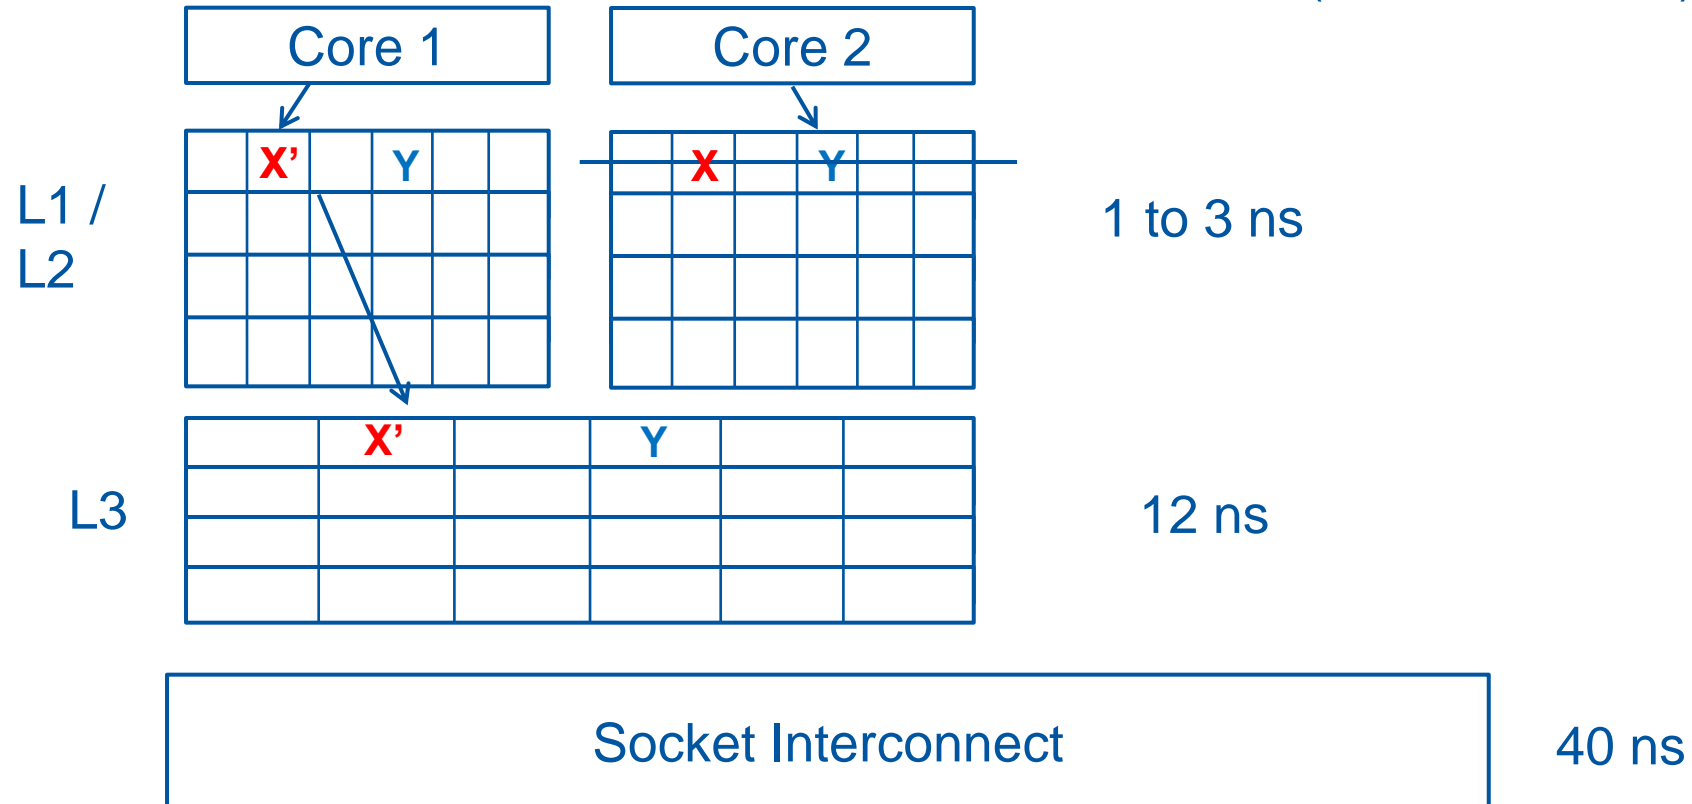 Core 1
Core 2
X’ Y
X Y
L1 /
L2
1 to 3 ns
X’ Y
L3
12 ns
Socket Interconnect
40 ns